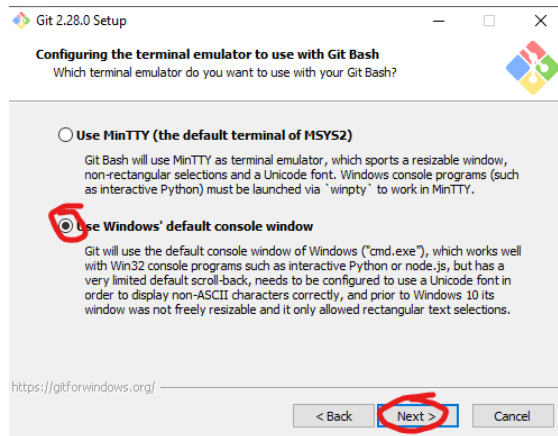 Git 2.28.0 Setup
Configuring the terminal emulator to use with Git Bash
Which terminal emulator do you want to use with your Git Bash?
Use MinTTY (the default terminal of MSYS2)
Git Bash will use MinTTY as terminal emulator, which sports a resizable window,
non-rectangular selections and a Unicode font. Windows console programs (such
as interactive Python) must be launched via `winpty` to work in MinTTY.
Use Windows' default console window
Git will use the default console window of Windows ("cmd.exe"), which works well
with Win32 console programs such as interactive Python or node.js, but has a
very limited default scroll-back, needs to be configured to use a Unicode font in
order to display non-ASCII characters correctly, and prior to Windows 10 its
window was not freely resizable and it only allowed rectangular text selections.
https://gitforwindows.org/
< Back Next > Cancel